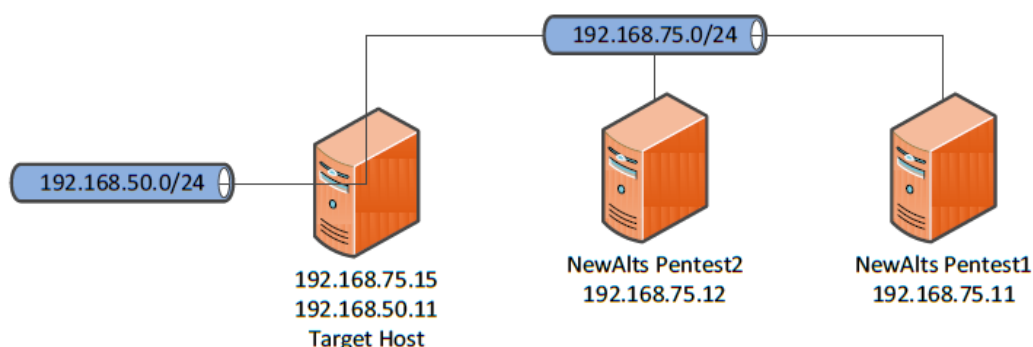 192.168.75.0/24
192.168.50.0/24
192.168.75.15
192.168.50.11
Target Host
NewAlts Pentest2
192.168.75.12
NewAlts Pentest1
192.168.75.11